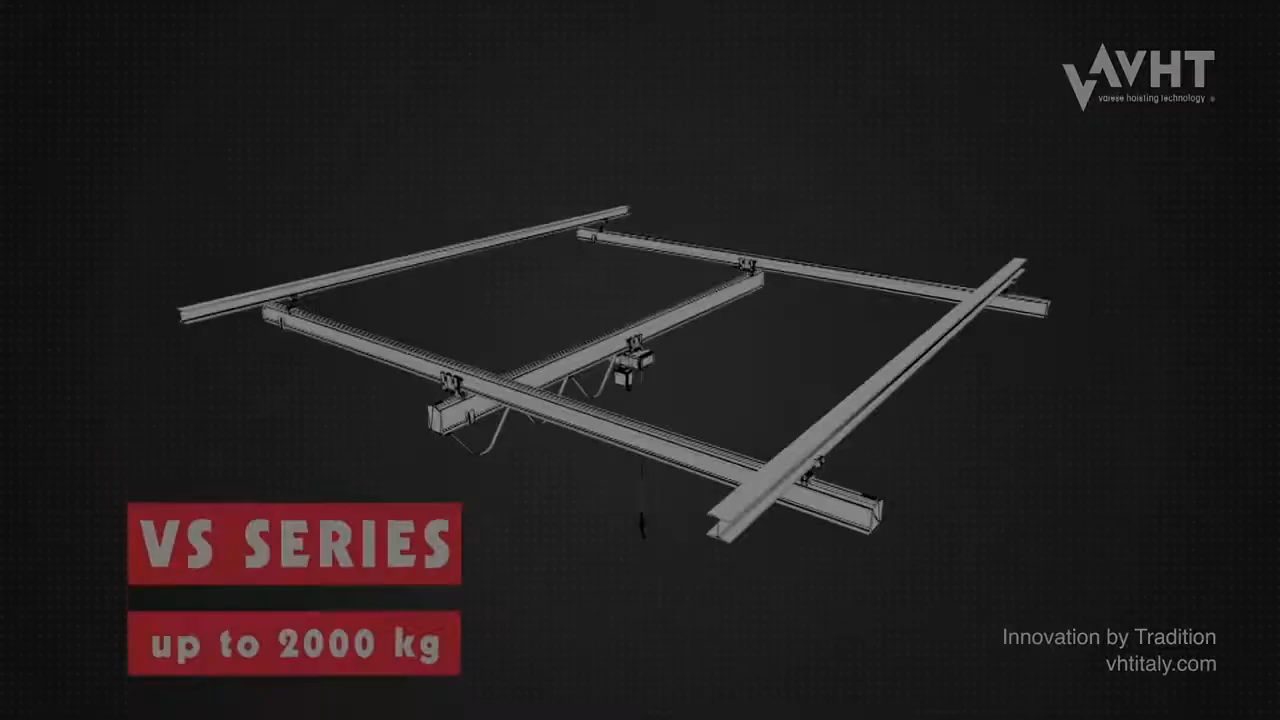 VHT
varese hoisting technology ®
VS SERIES
up to 2000 kg
Innovation by Tradition
vhtitaly.com